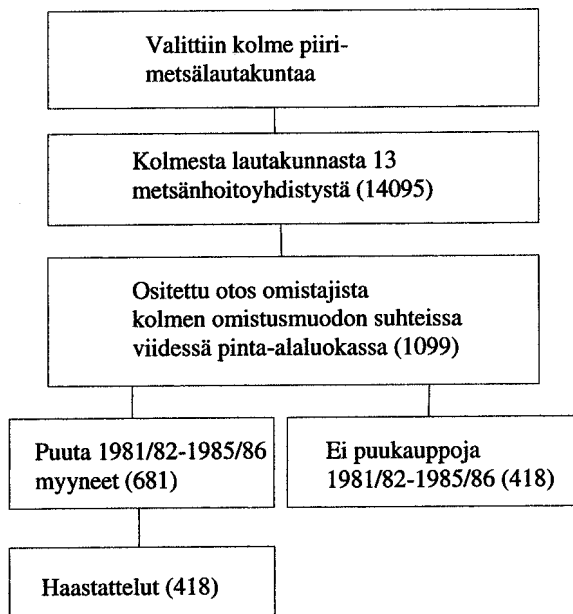 Valittiin kolme piiri-
metsälautakuntaa
Kolmesta lautakunnasta 13
metsänhoitoyhdistystä (14095)
Ositettu otos omistajista
kolmen omistusmuodon suhteissa
viidessä pinta-alaluokassa (1099)
Puuta 1981/82-1985/86
myyneet (681)
Ei puukauppoja
1981/82-1985/86 (418)
Haastattelut (418)